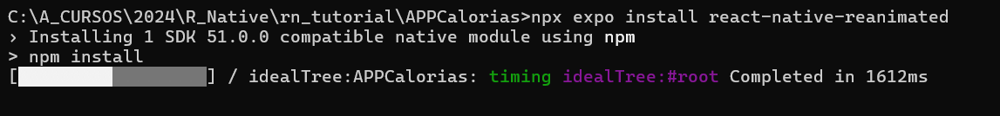 C:\A_CURSOS\2024\R_Native\rn_tutorial\APPCalorias>npx expo install react-native-reanimated
› Installing 1 SDK 51.0.0 compatible native module using npm
> npm install
[                  ] / idealTree:APPCalorias: timing idealTree:#root Completed in 1612ms